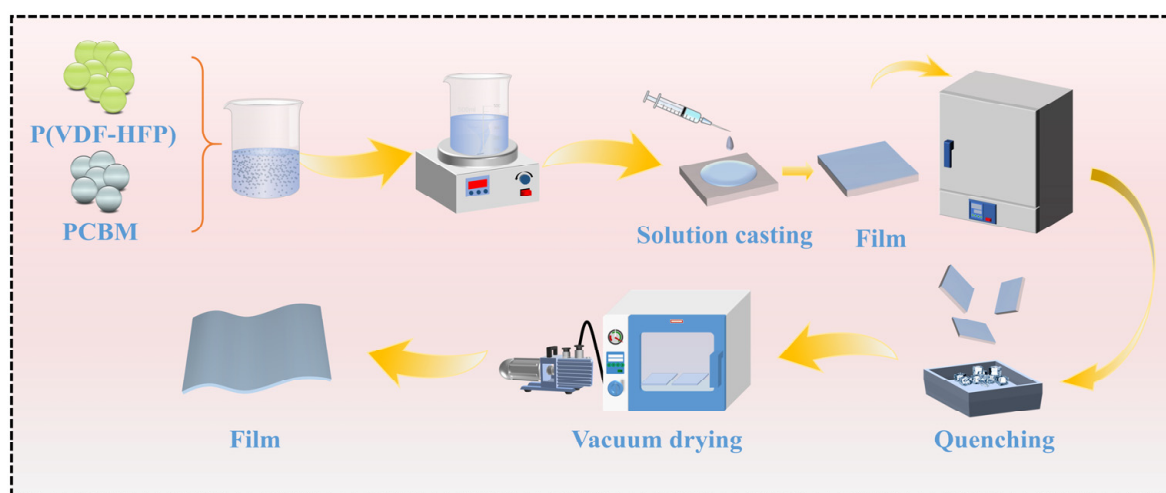 P(VDF-HFP)
PCBM
Solution casting
Film
Quenching
Vacuum drying
Film